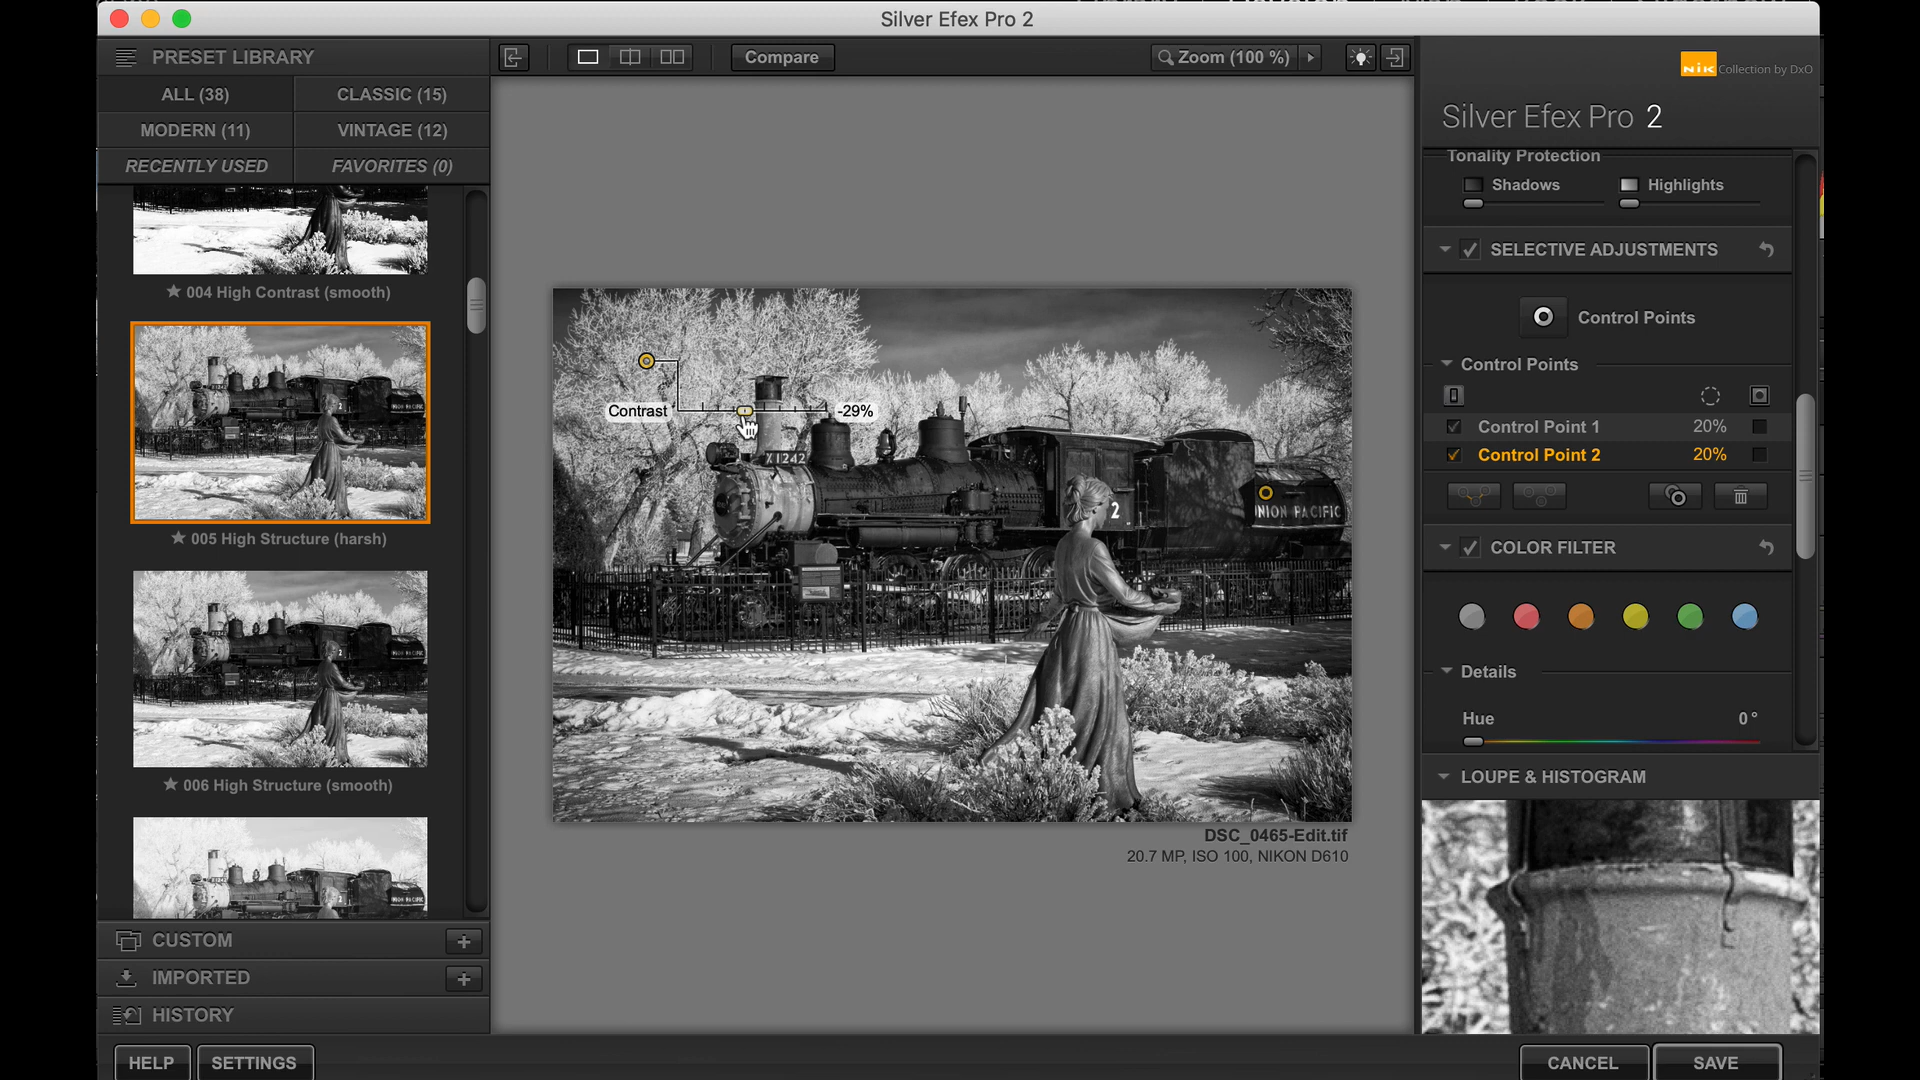 Silver Efex Pro 2
PRESET LIBRARY
Compare
Zoom (100 %)
Nik Collection by DxO
ALL (38)
CLASSIC (15)
MODERN (11)
VINTAGE (12)
RECENTLY USED
FAVORITES (0)
Silver Efex Pro 2
Tonality Protection
Shadows
Highlights
★ 004 High Contrast (smooth)
★ 005 High Structure (harsh)
★ 006 High Structure (smooth)
SELECTIVE ADJUSTMENTS
Control Points
Control Points
Control Point 1 20%
Control Point 2 20%
COLOR FILTER
Details
Hue 0°
LOUPE & HISTOGRAM
Contrast -29%
X1242
2
UNION PACIFIC
DSC_0465-Edit.tif
20.7 MP, ISO 100, NIKON D610
CUSTOM
IMPORTED
HISTORY
HELP
SETTINGS
CANCEL
SAVE